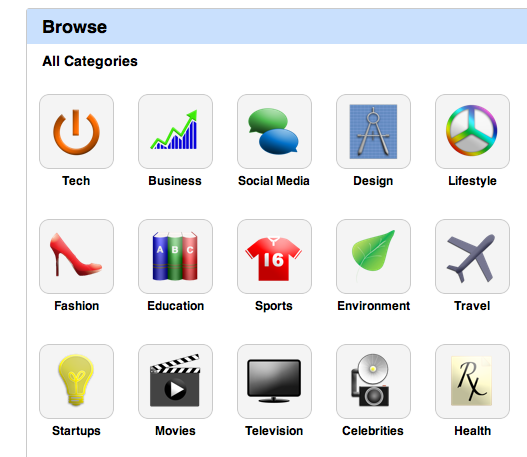 Browse
All Categories
Tech Business Social Media Design Lifestyle
A B C
16
Fashion Education Sports Environment Travel
Rx
Startups Movies Television Celebrities Health